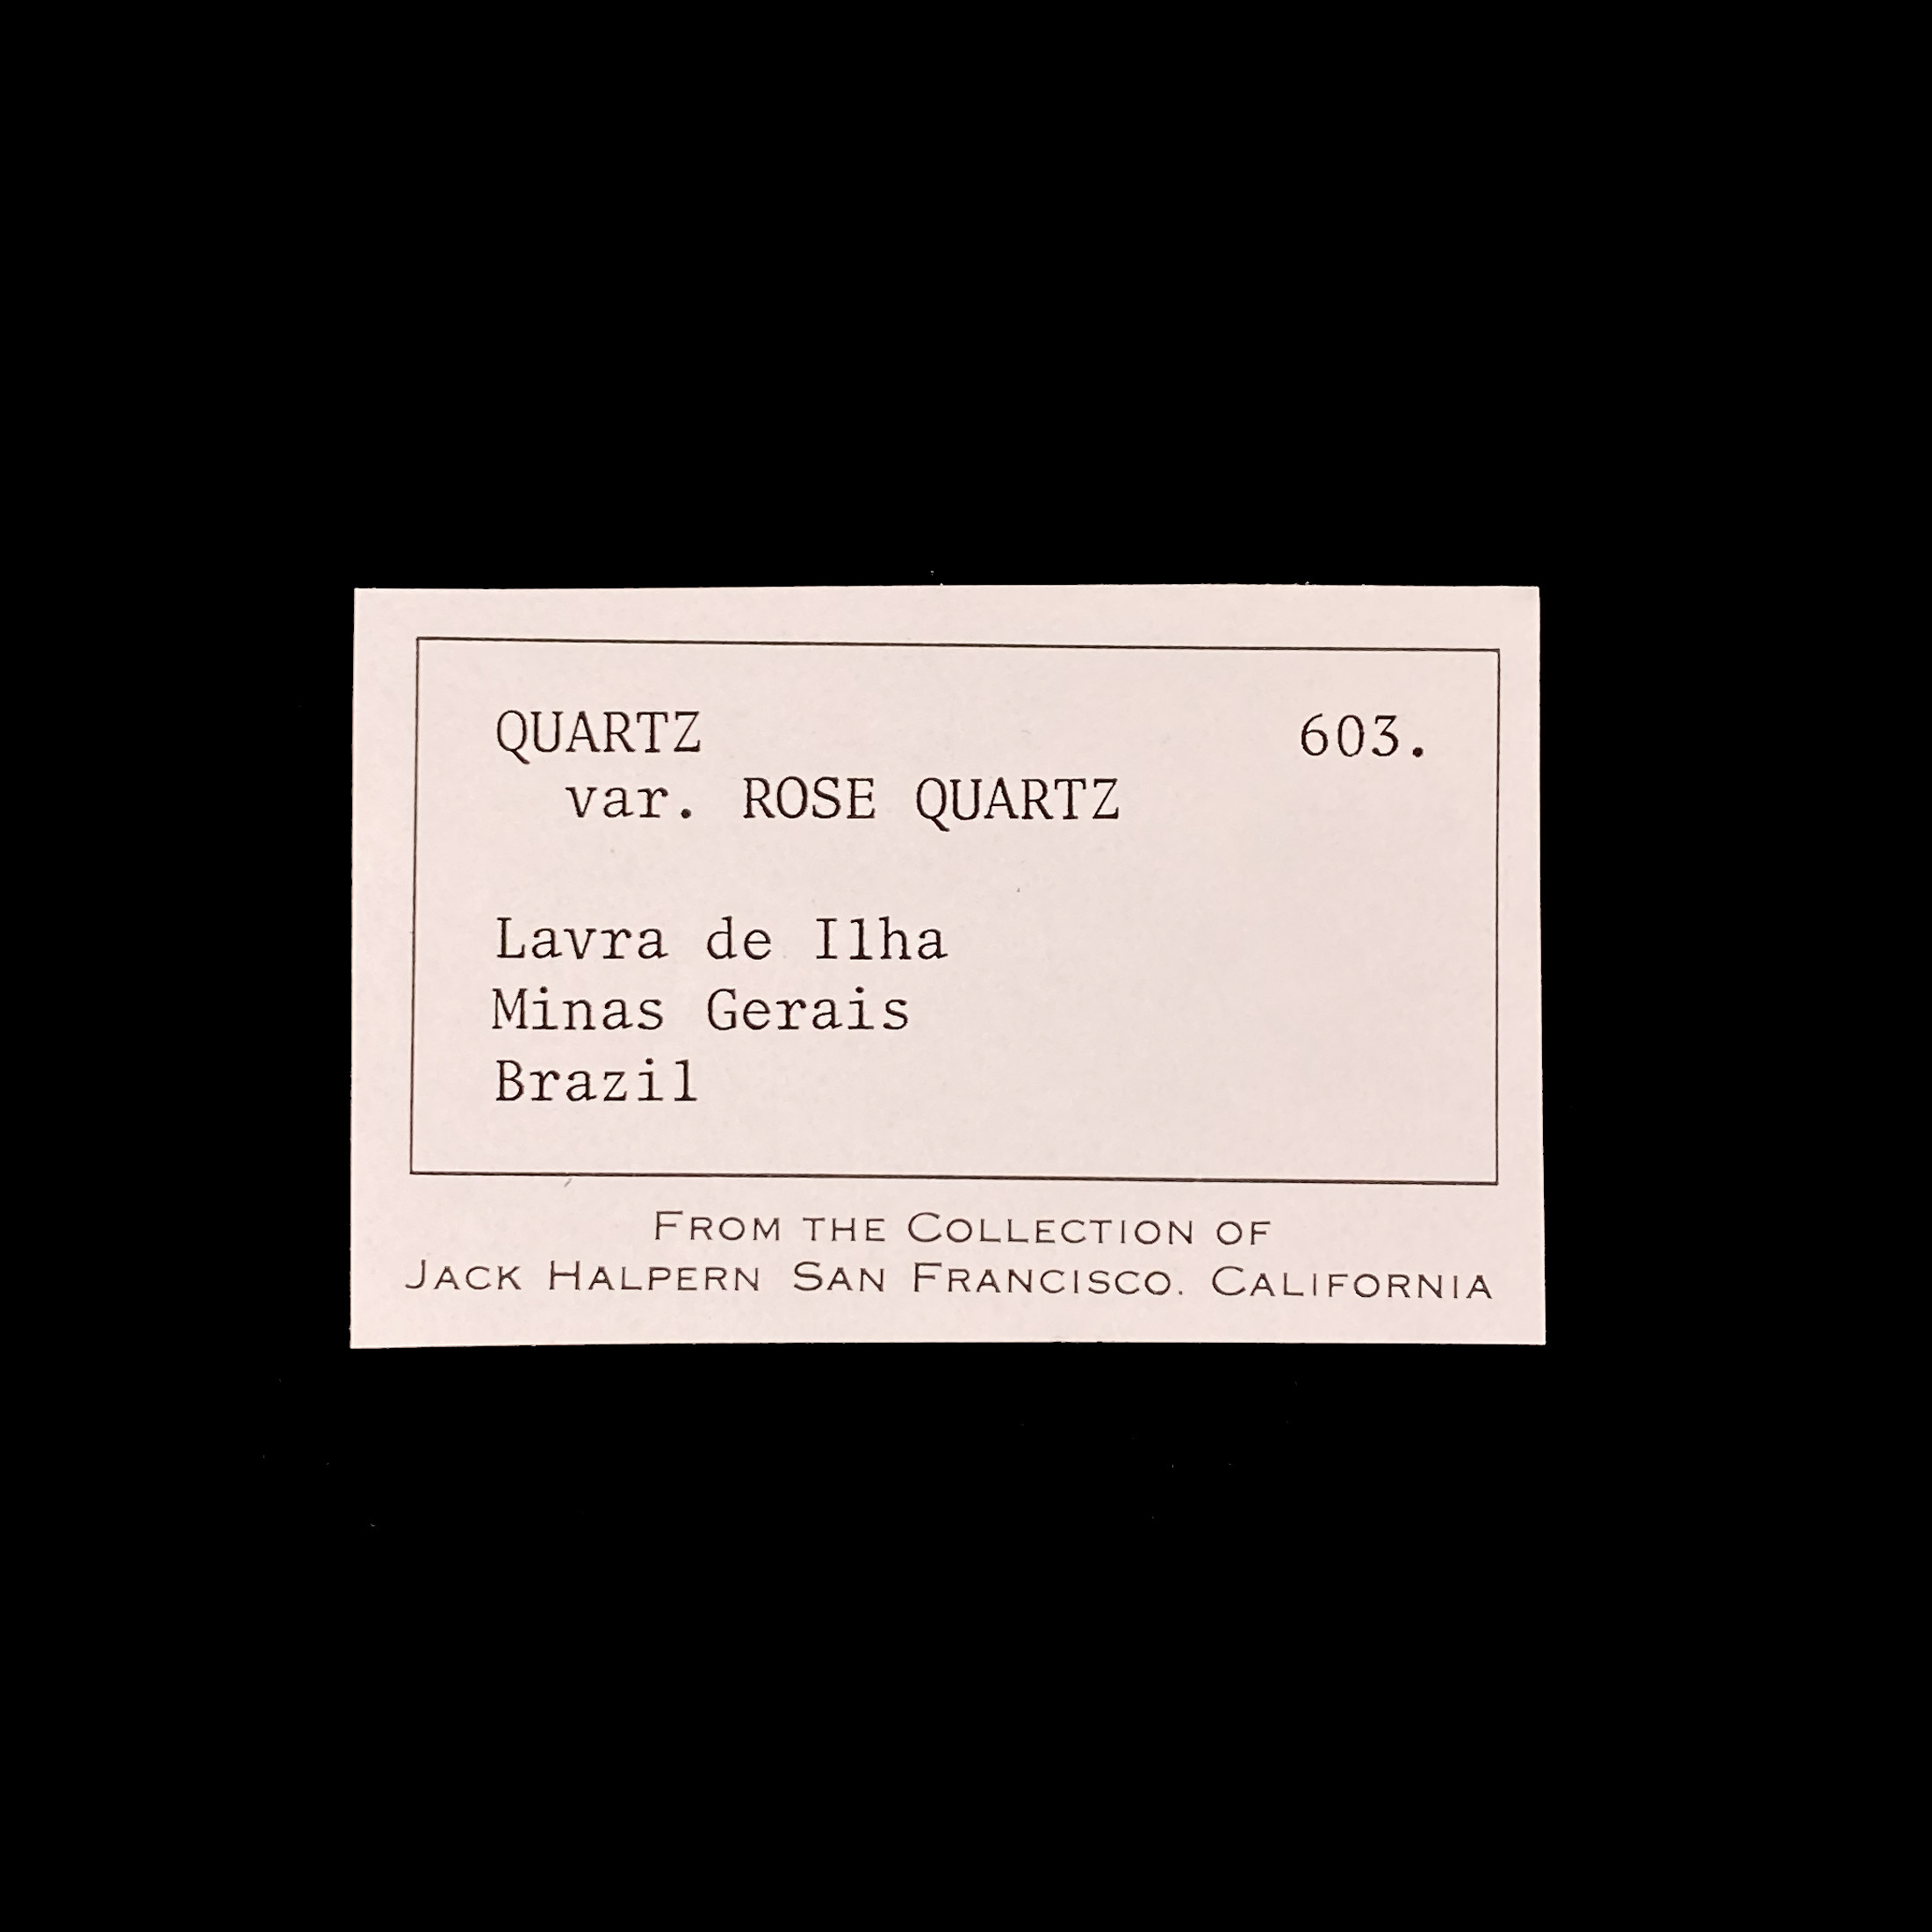 QUARTZ 603.
var. ROSE QUARTZ
Lavra de Ilha
Minas Gerais
Brazil
FROM THE COLLECTION OF
JACK HALPERN SAN FRANCISCO. CALIFORNIA